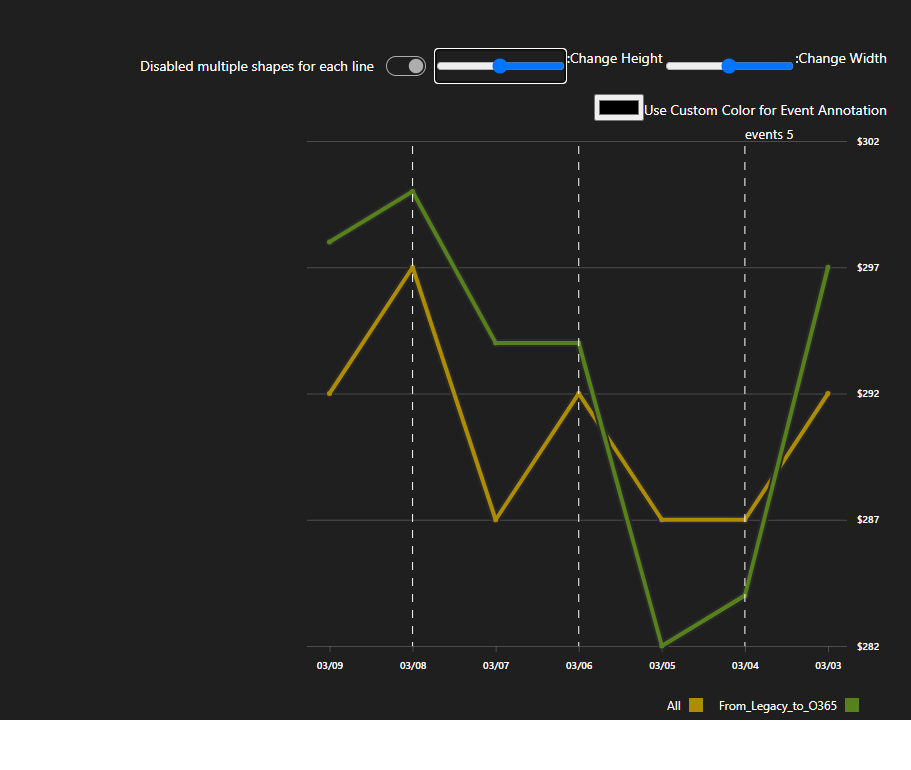 Disabled multiple shapes for each line
:Change Height
:Change Width
Use Custom Color for Event Annotation
events 5
$302
$297
$292
$287
$282
03/09 03/08 03/07 03/06 03/05 03/04 03/03
All From_Legacy_to_O365